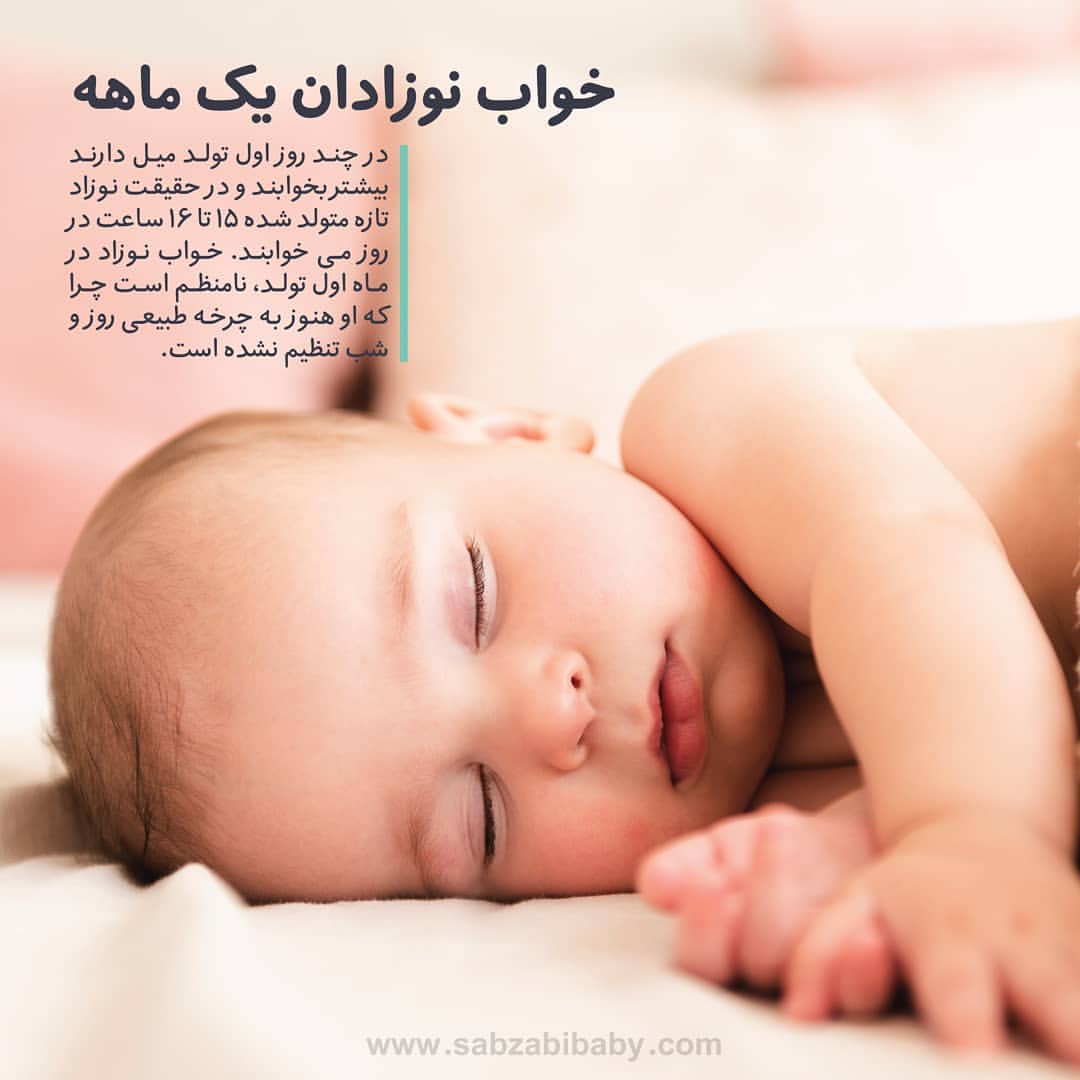 خواب نوزادان یک ماهه
در چند روز اول تولد میل دارند
بیشتر بخوابند و در حقیقت نوزاد
تازه متولد شده ۱۵ تا ۱۶ ساعت در
روز می خوابند. خواب نوزاد در
ماه اول تولد، نامنظم است چرا
که او هنوز به چرخه طبیعی روز و
شب تنظیم نشده است.
www.sabzabibaby.com